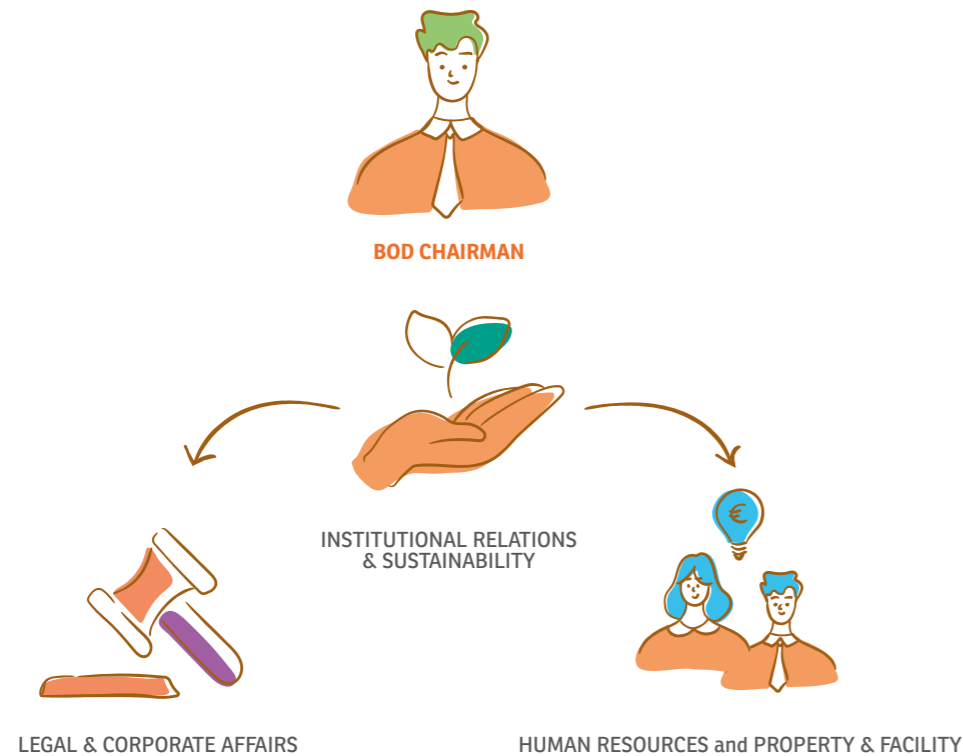 BOD CHAIRMAN
INSTITUTIONAL RELATIONS
& SUSTAINABILITY
€
LEGAL & CORPORATE AFFAIRS
HUMAN RESOURCES and PROPERTY & FACILITY